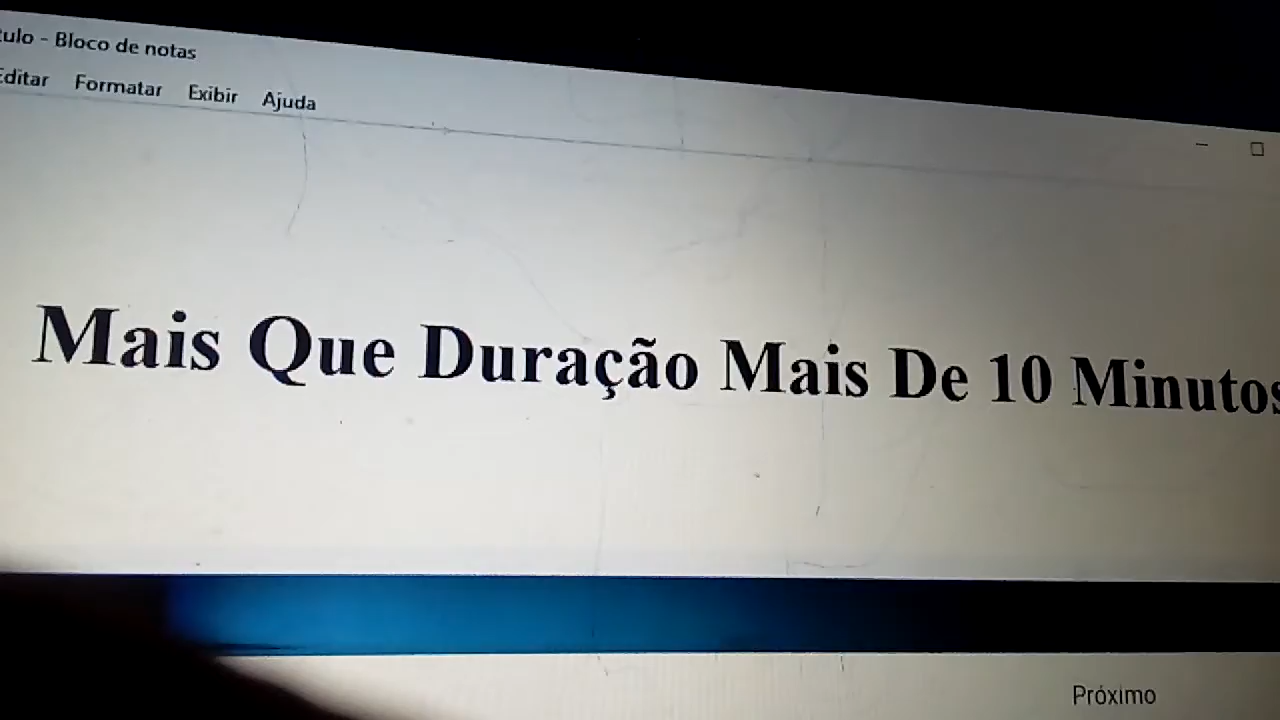 tulo - Bloco de notas
Editar Formatar Exibir Ajuda
Mais Que Duração Mais De 10 Minutos
Próximo